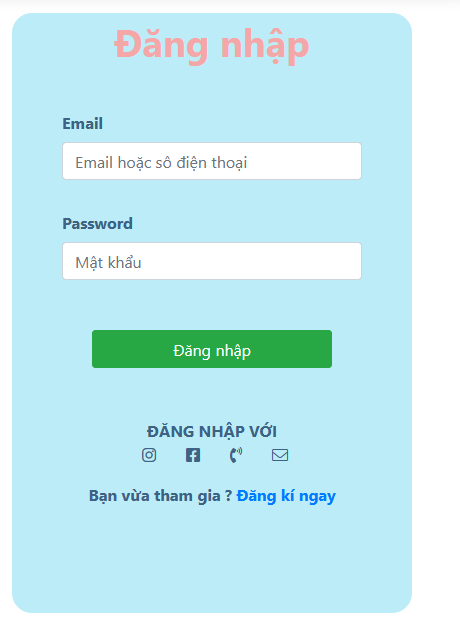 Đăng nhập
Email
Email hoặc sô điện thoại
Password
Mật khẩu
Đăng nhập
ĐĂNG NHẬP VỚI
Bạn vừa tham gia ? Đăng kí ngay